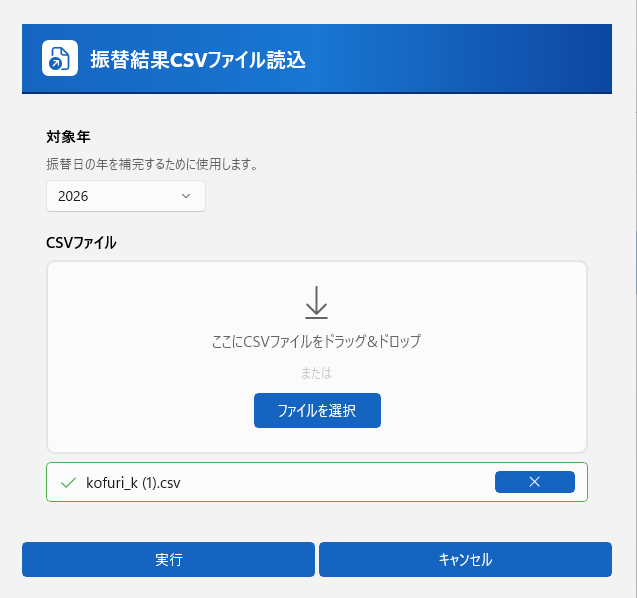 振替結果CSVファイル読込
対象年
振替日の年を補完するために使用します。
2026
CSVファイル
ここにCSVファイルをドラッグ&ドロップ
または
ファイルを選択
kofuri_k (1).csv
実行
キャンセル